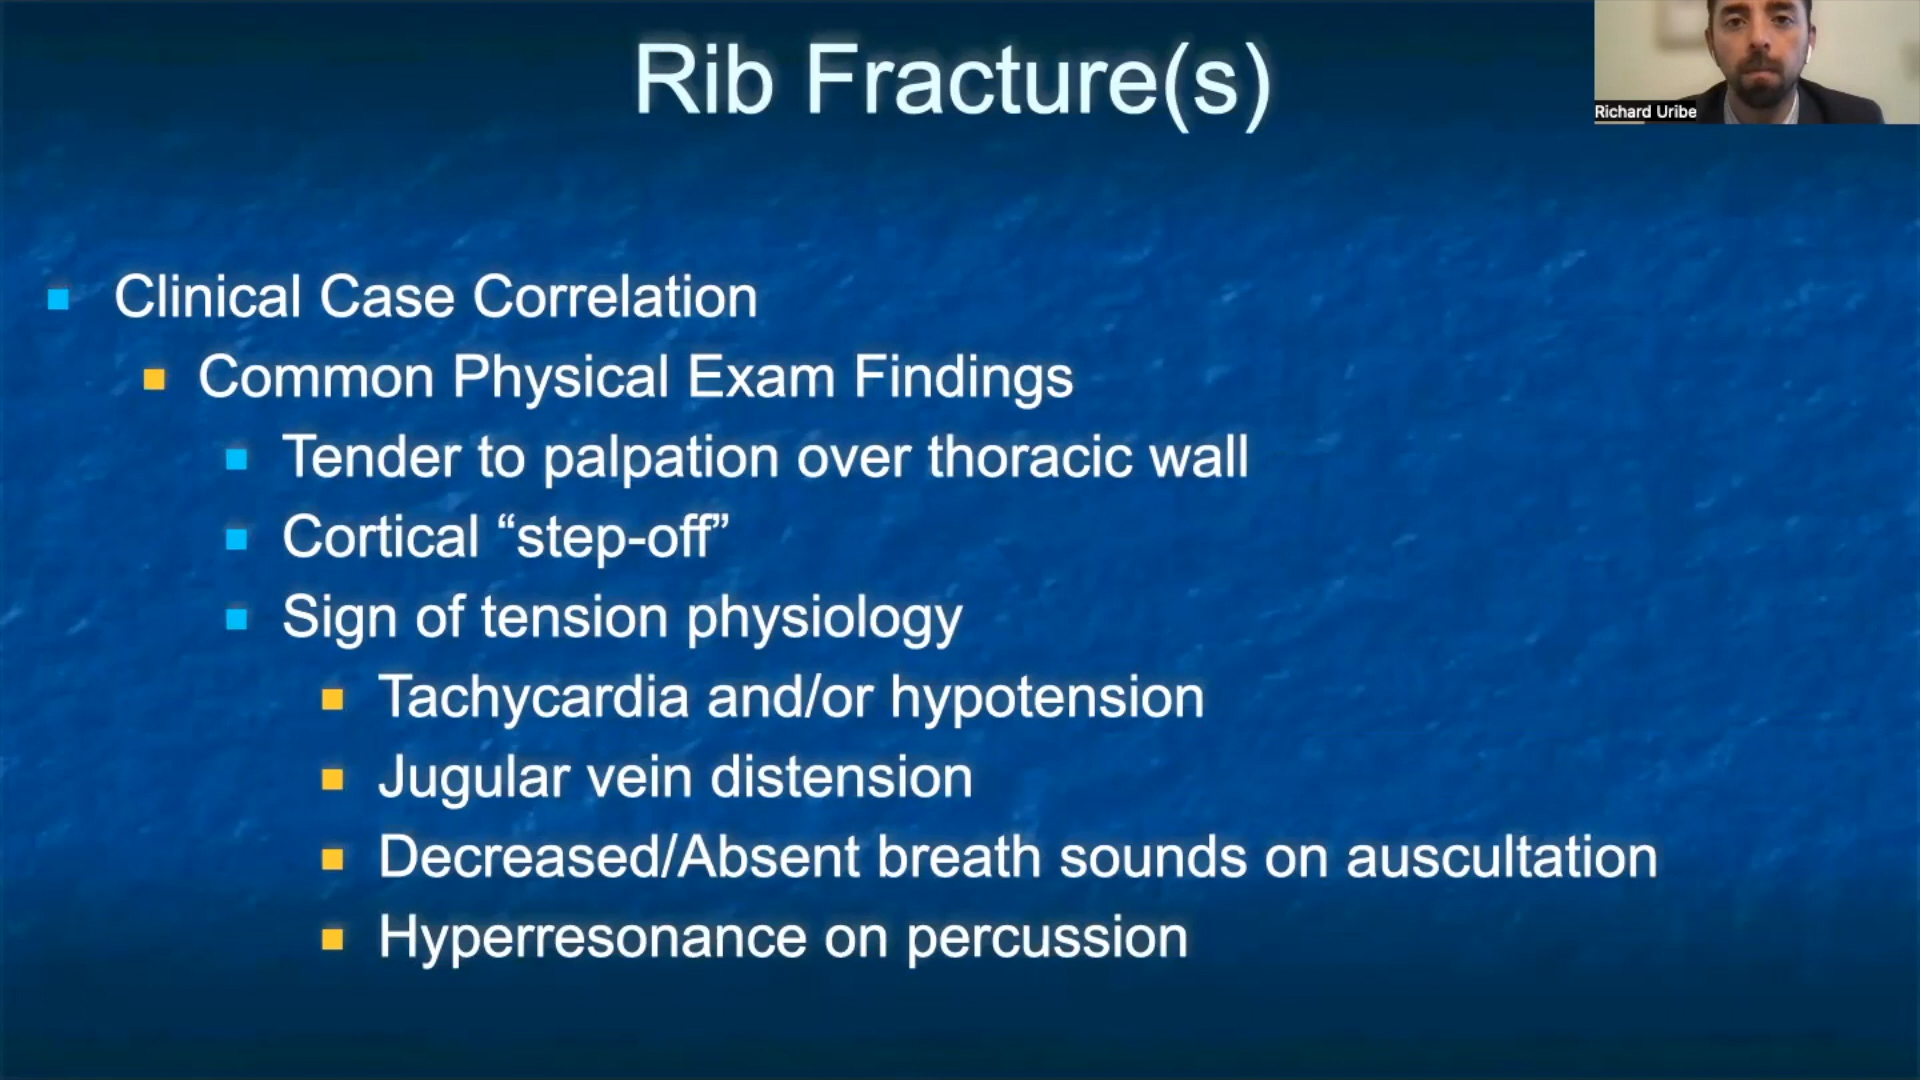 Rib Fracture(s)
Richard Uribe
Clinical Case Correlation
Common Physical Exam Findings
Tender to palpation over thoracic wall
Cortical “step-off”
Sign of tension physiology
Tachycardia and/or hypotension
Jugular vein distension
Decreased/Absent breath sounds on auscultation
Hyperresonance on percussion